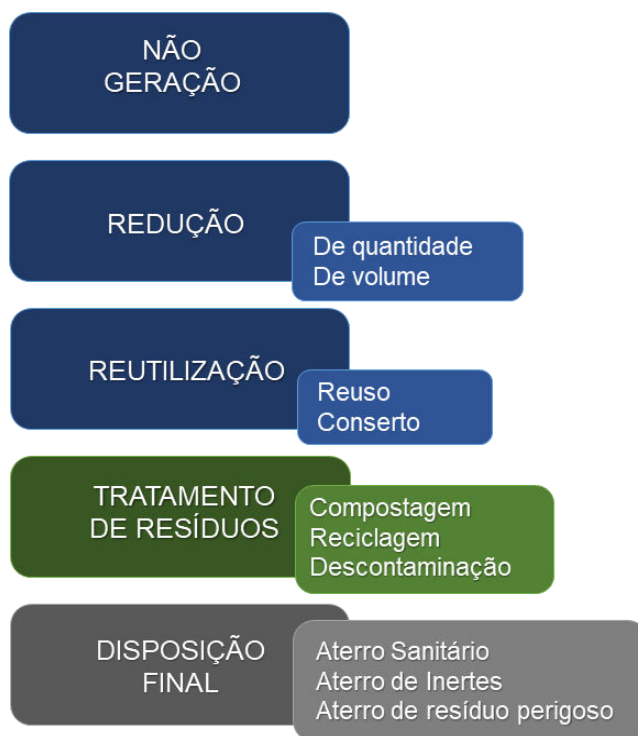 NÃO
GERAÇÃO
REDUÇÃO
De quantidade
De volume
REUTILIZAÇÃO
Reuso
Conserto
TRATAMENTO
DE RESÍDUOS
Compostagem
Reciclagem
Descontaminação
DISPOSIÇÃO
FINAL
Aterro Sanitário
Aterro de Inertes
Aterro de resíduo perigoso